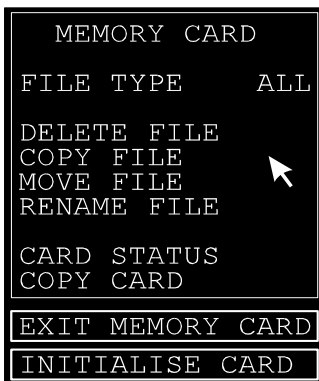 MEMORY CARD
FILE TYPE ALL
DELETE FILE
COPY FILE
MOVE FILE
RENAME FILE
CARD STATUS
COPY CARD
EXIT MEMORY CARD
INITIALISE CARD